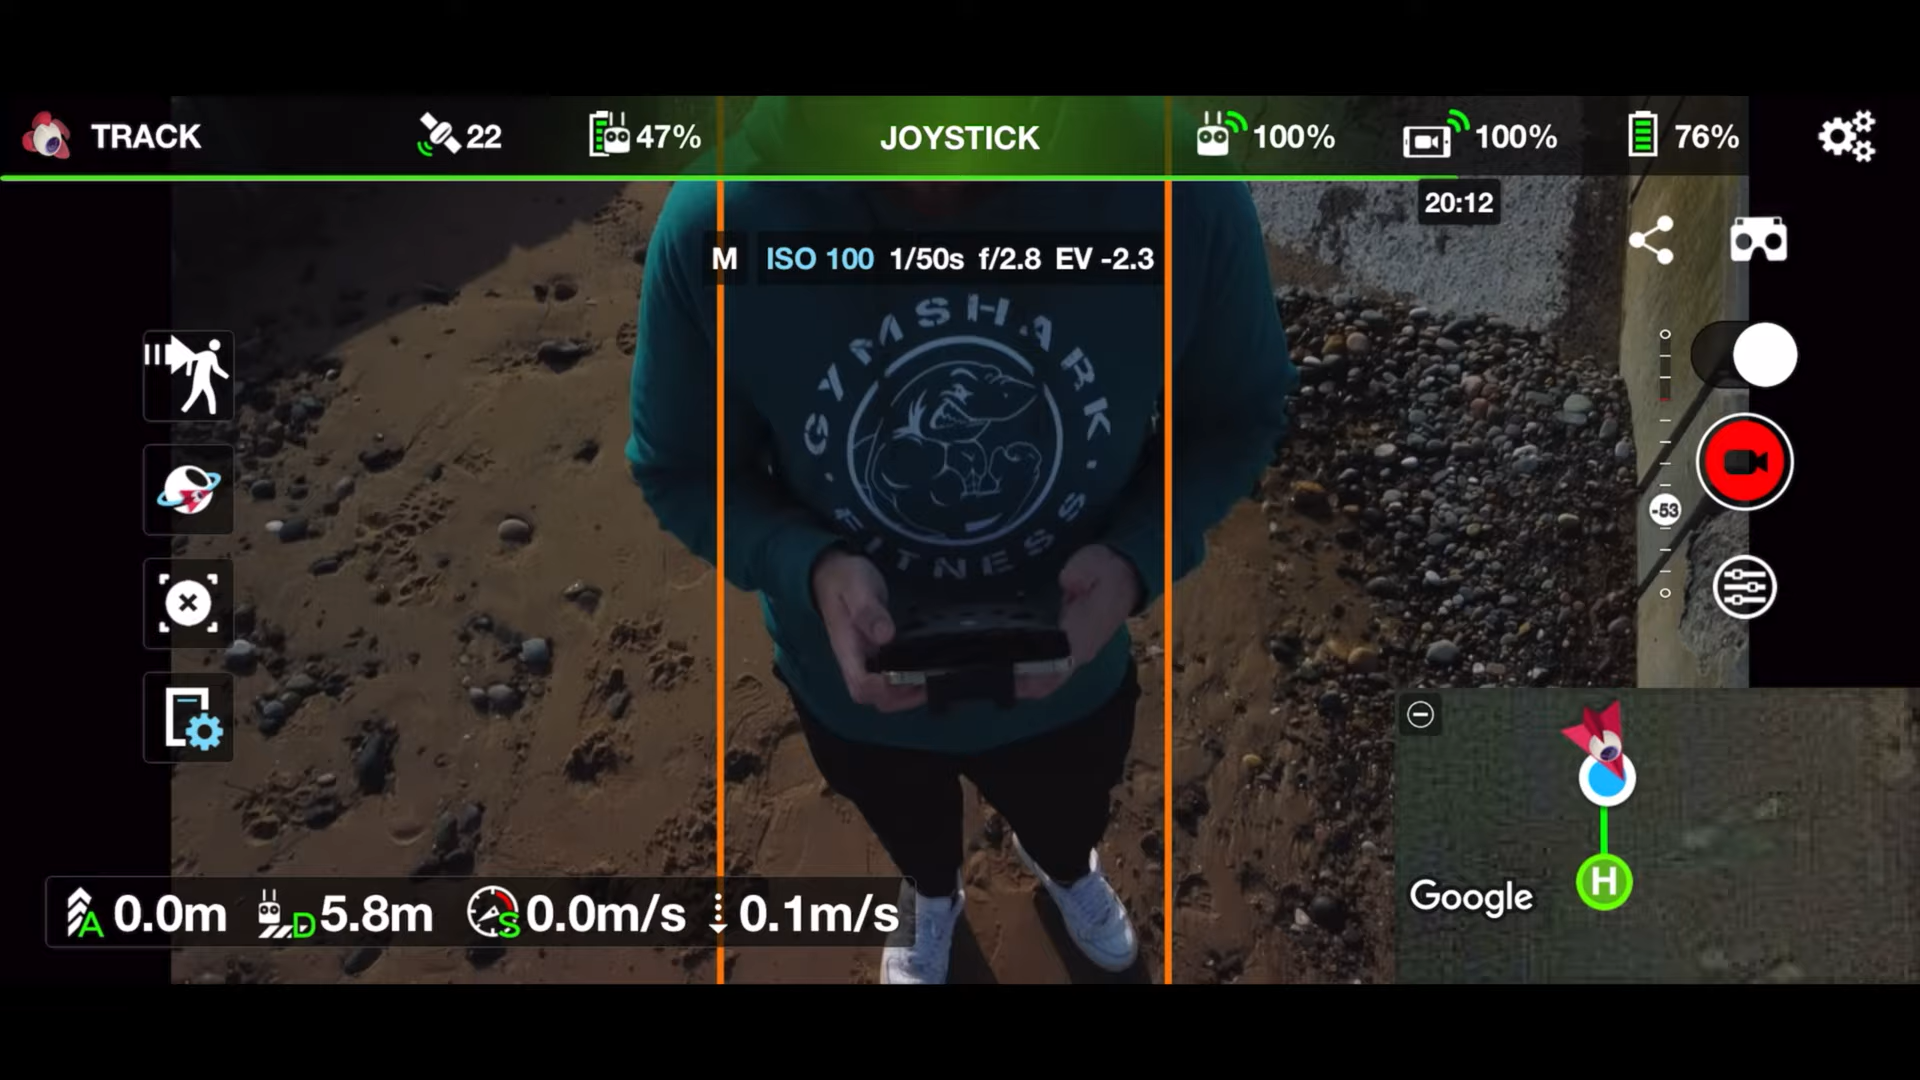 TRACK 22 47% JOYSTICK 100% 100% 76%
20:12
M ISO 100 1/50s f/2.8 EV -2.3
GYMSHARK
FITNESS
-53
A 0.0m D 5.8m S 0.0m/s 0.1m/s
H
Google